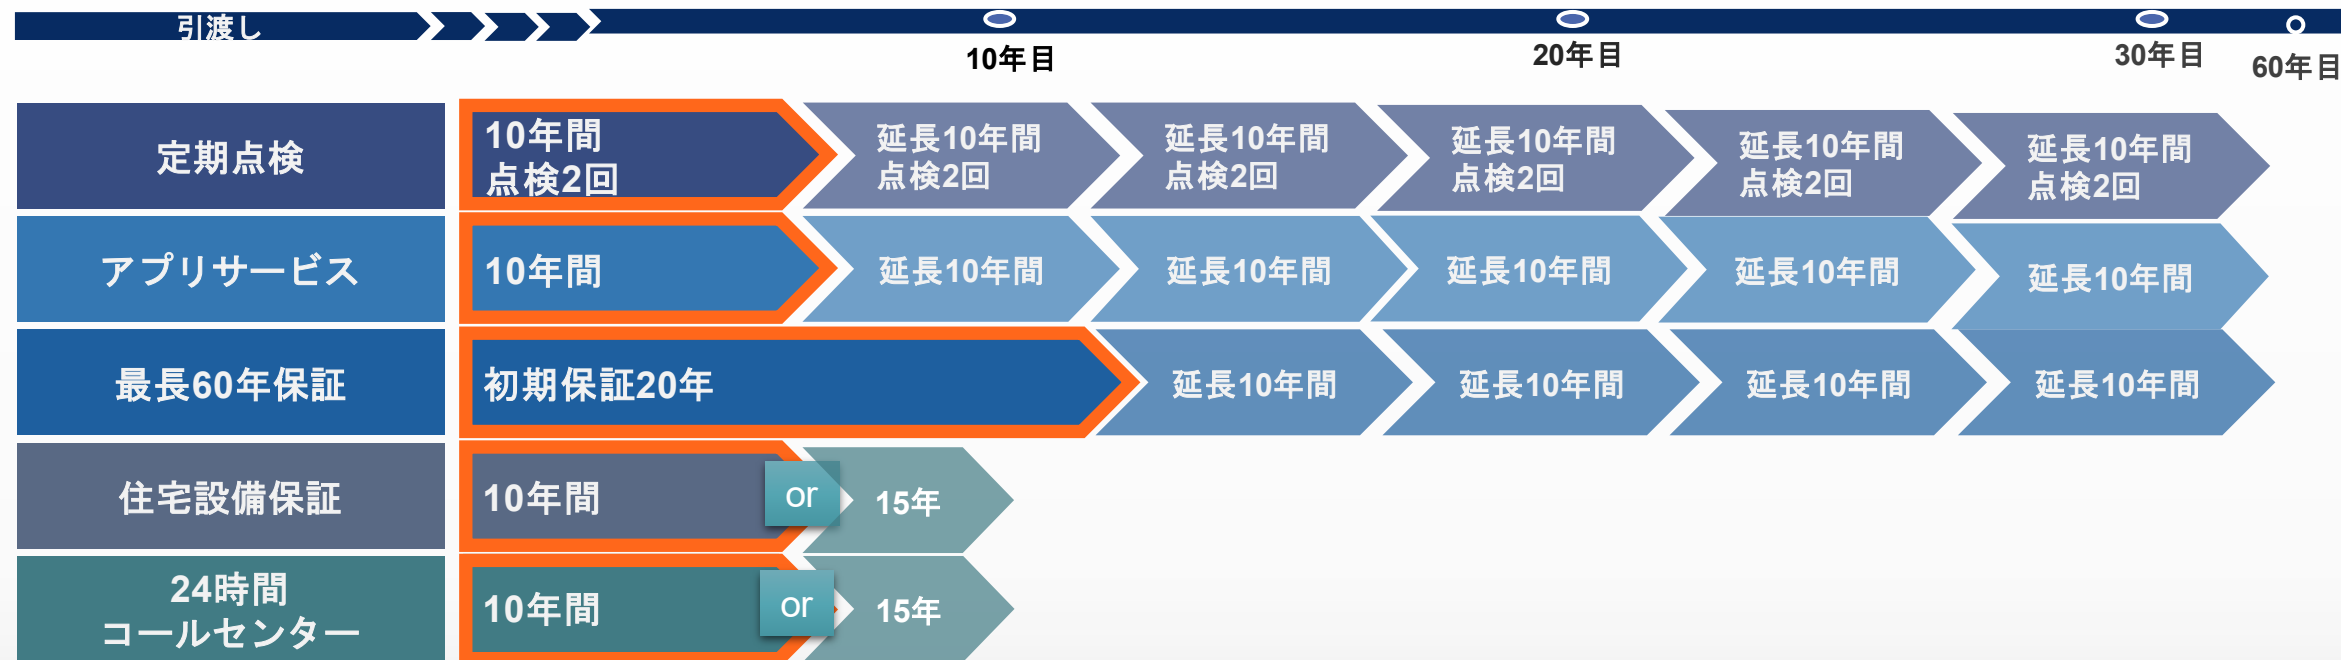 引渡し
10年目
20年目
30年目
60年目
定期点検
10年間
点検2回
延長10年間
点検2回
延長10年間
点検2回
延長10年間
点検2回
延長10年間
点検2回
延長10年間
点検2回
アプリサービス
10年間
延長10年間
延長10年間
延長10年間
延長10年間
延長10年間
最長60年保証
初期保証20年
延長10年間
延長10年間
延長10年間
延長10年間
住宅設備保証
10年間
or
15年
24時間
コールセンター
10年間
or
15年